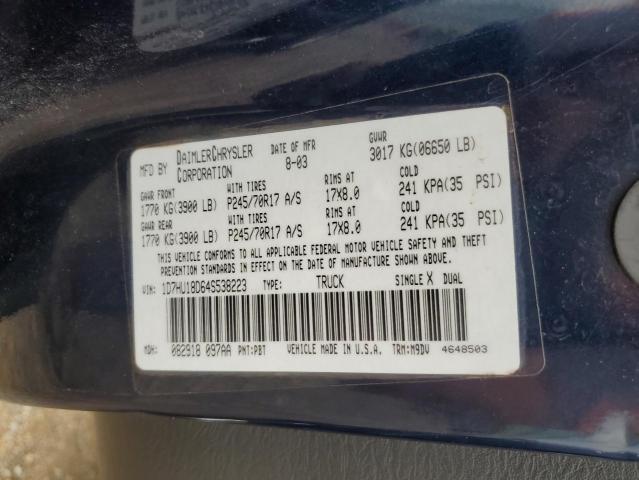 MFD BY DAIMLERCHRYSLER CORPORATION DATE OF MFR 8-03 GVWR 3017 KG(06650 LB)
GAWR FRONT WITH TIRES RIMS AT COLD
1770 KG(3900 LB) P245/70R17 A/S 17X8.0 241 KPA(35 PSI)
GAWR REAR WITH TIRES RIMS AT COLD
1770 KG(3900 LB) P245/70R17 A/S 17X8.0 241 KPA(35 PSI)
THIS VEHICLE CONFORMS TO ALL APPLICABLE FEDERAL MOTOR VEHICLE SAFETY AND THEFT
PREVENTION STANDARDS IN EFFECT ON THE DATE OF MANUFACTURE SHOWN ABOVE.
VIN: 1D7HU18D64S538223 TYPE: TRUCK SINGLE X DUAL
MDH: 082918 097AA PNT:PBT VEHICLE MADE IN U.S.A. TRM:M9DV 4648503